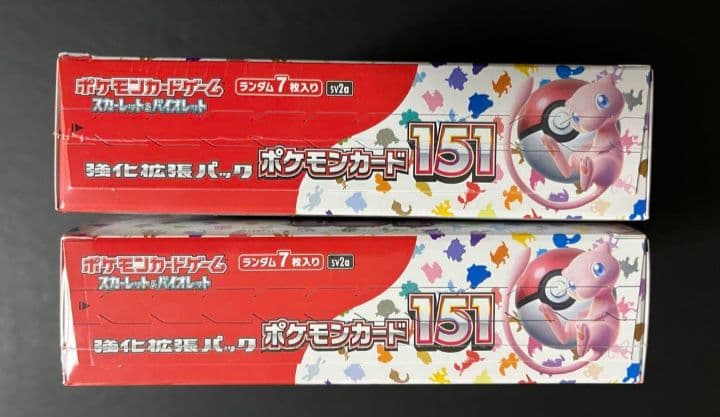 ポケモンカードゲーム
スカーレット&バイオレット
ランダム7枚入り
sv2a
強化拡張パック
ポケモンカード151
ポケモンカードゲーム
スカーレット&バイオレット
ランダム7枚入り
sv2a
強化拡張パック
ポケモンカード151